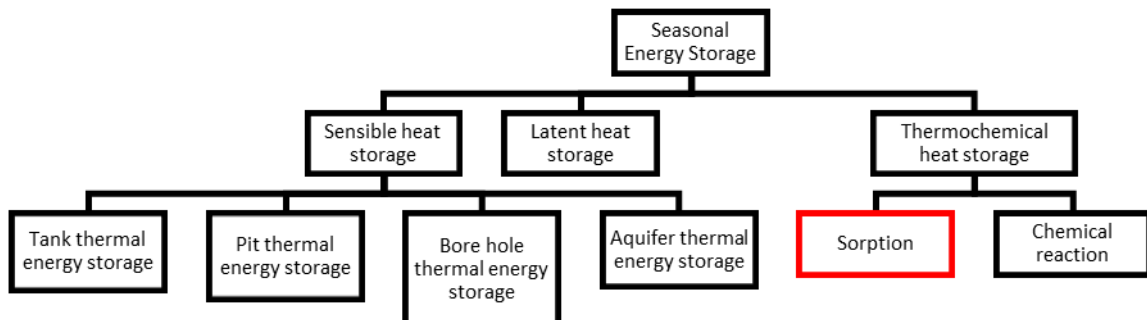 Seasonal
Energy Storage
Sensible heat
storage
Latent heat
storage
Thermochemical
heat storage
Tank thermal
energy storage
Pit thermal
energy storage
Bore hole
thermal energy
storage
Aquifer thermal
energy storage
Sorption
Chemical
reaction